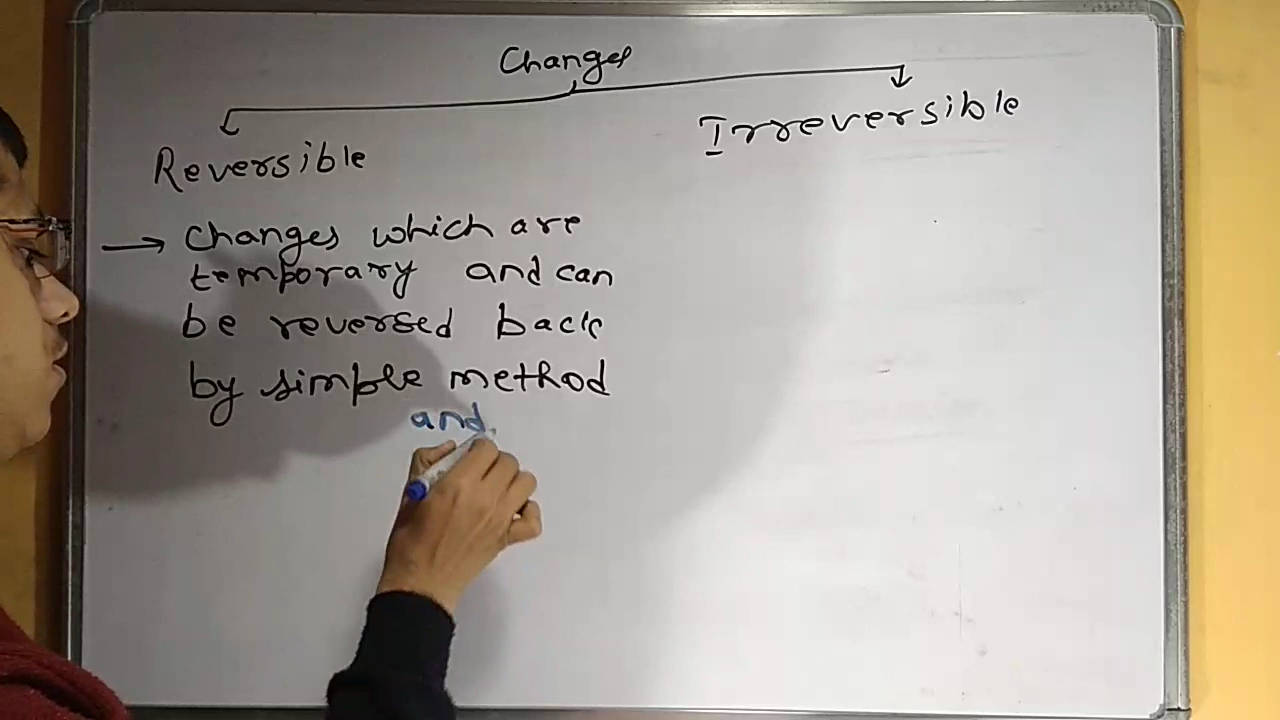 Changes
Reversible
Irreversible
→ Changes which are
temporary and can
be reversed back
by simple method
and